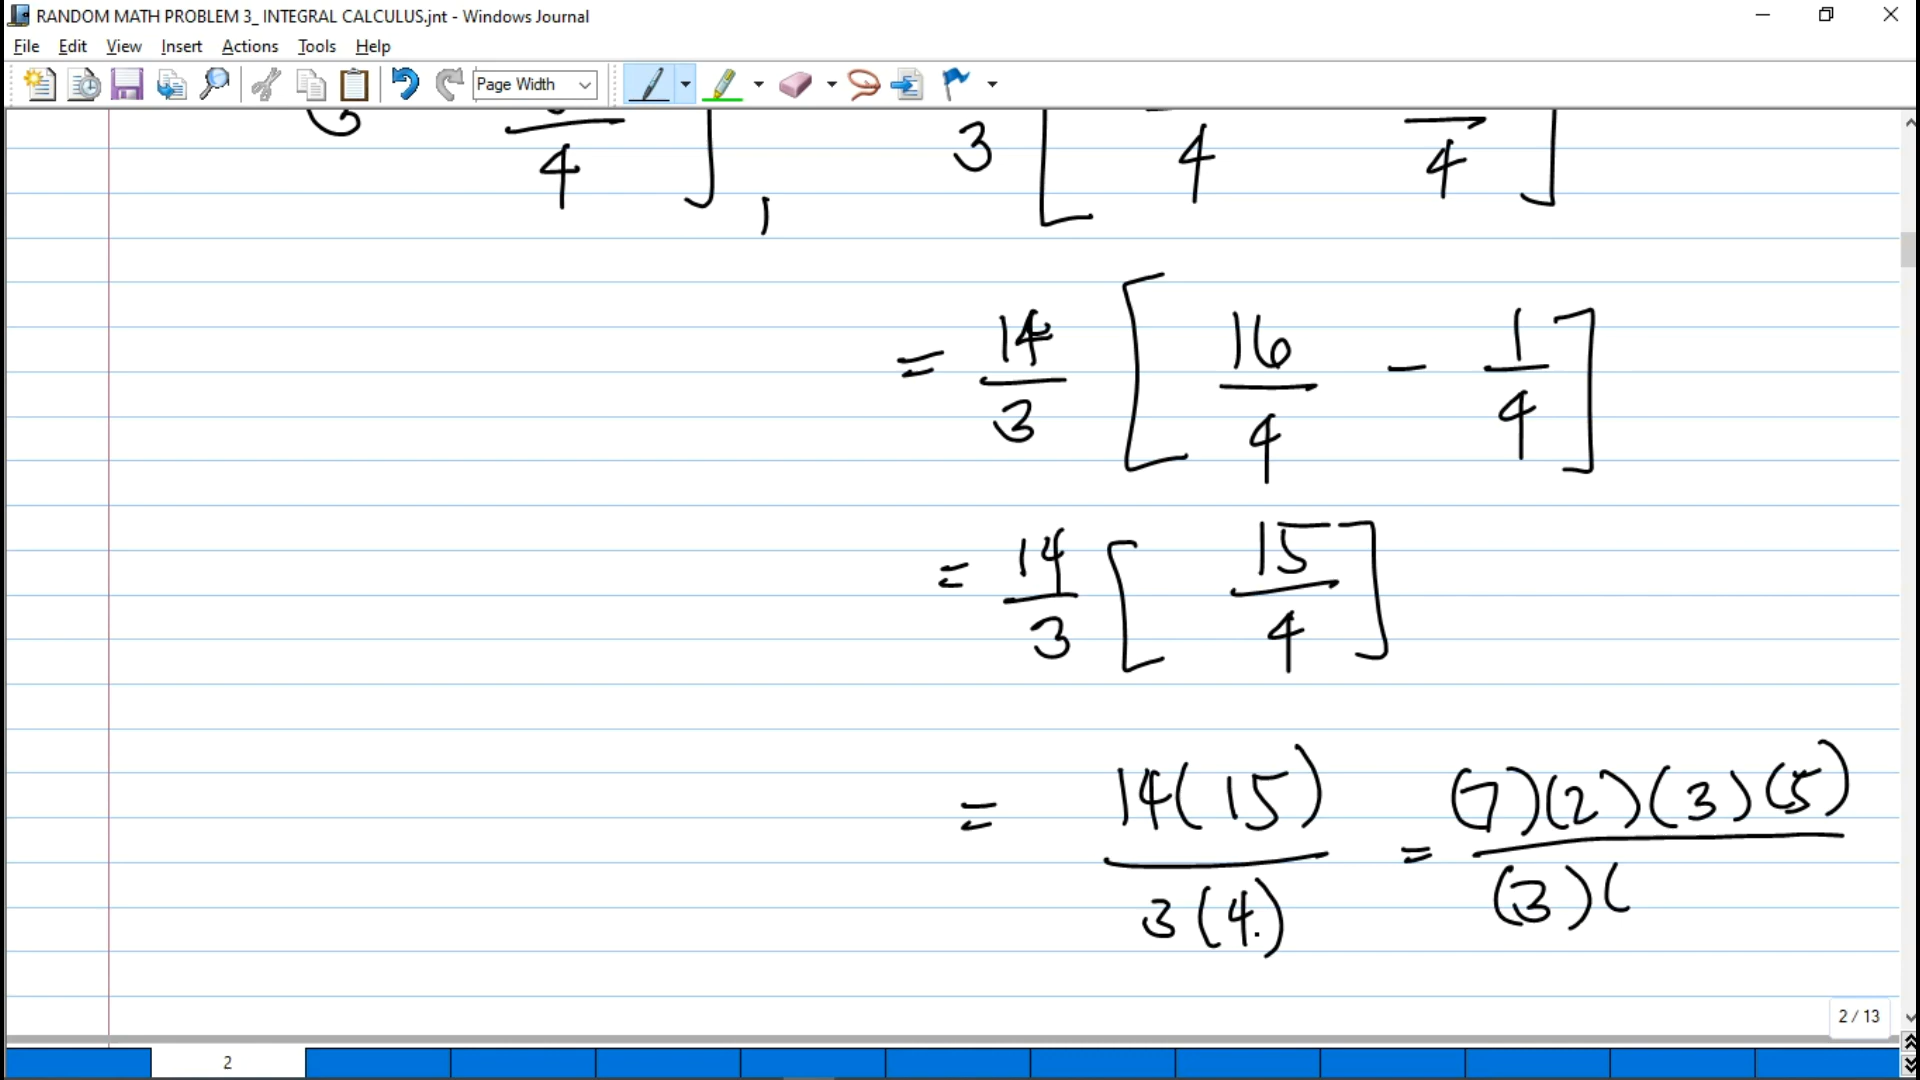 RANDOM MATH PROBLEM 3_ INTEGRAL CALCULUS.jnt - Windows Journal
File Edit View Insert Actions Tools Help
Page Width
4 ] 1 3 [ 4 4 ]
= 14/3 [ 16/4 - 1/4 ]
= 14/3 [ 15/4 ]
= 14(15)/3(4.) = (7)(2)(3)(5)/(3)(
2 / 13
2